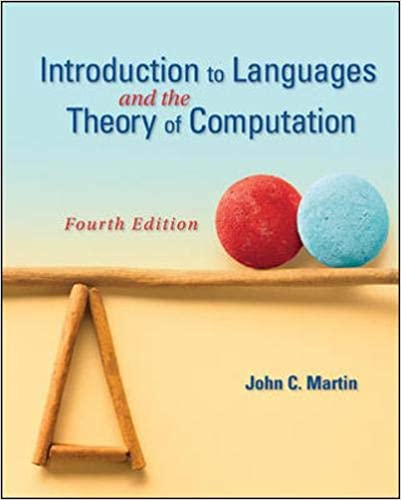 Introduction to Languages
and the
Theory of Computation
Fourth Edition
John C. Martin